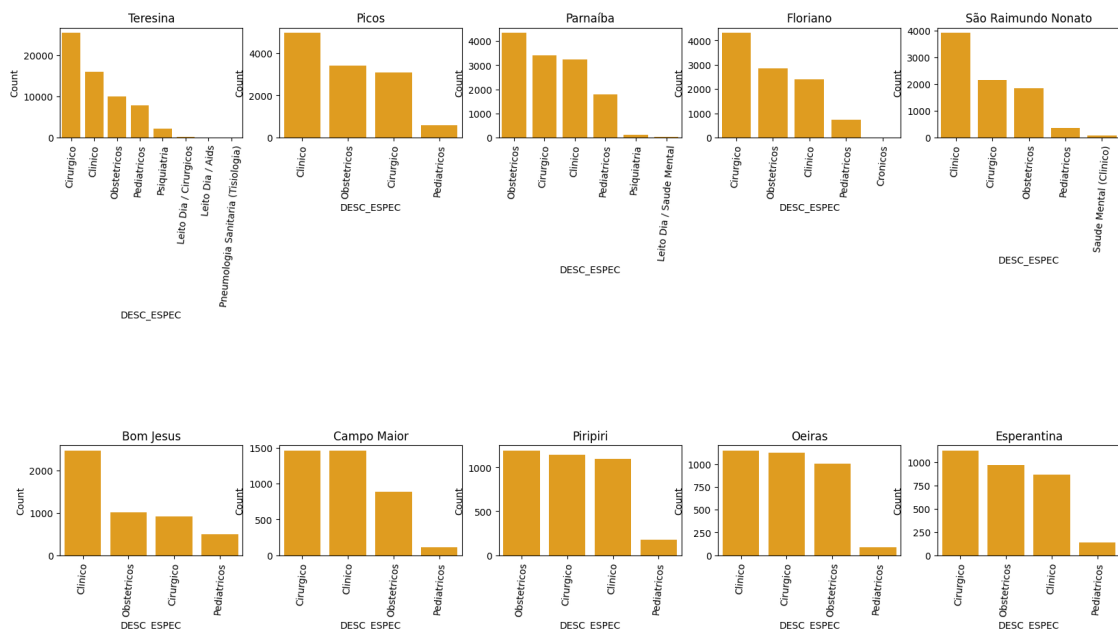 Teresina
Count
20000
10000
0
Cirurgico
Clinico
Obstetricos
Pediatricos
Psiquiatria
Leito Dia / Cirurgicos
Leito Dia / Aids
Pneumologia Sanitaria (Tisiologia)
DESC_ESPEC
Picos
Count
4000
2000
0
Clinico
Obstetricos
Cirurgico
Pediatricos
DESC_ESPEC
Parnaíba
Count
4000
3000
2000
1000
0
Obstetricos
Cirurgico
Clinico
Pediatricos
Psiquiatria
Leito Dia / Saude Mental
DESC_ESPEC
Floriano
Count
4000
3000
2000
1000
0
Cirurgico
Obstetricos
Clinico
Pediatricos
Cronicos
DESC_ESPEC
São Raimundo Nonato
Count
4000
3000
2000
1000
0
Clinico
Cirurgico
Obstetricos
Pediatricos
Saude Mental (Clinico)
DESC_ESPEC
Bom Jesus
Count
2000
1000
0
Clinico
Obstetricos
Cirurgico
Pediatricos
DESC_ESPEC
Campo Maior
Count
1500
1000
500
0
Cirurgico
Clinico
Obstetricos
Pediatricos
DESC_ESPEC
Piripiri
Count
1000
500
0
Obstetricos
Cirurgico
Clinico
Pediatricos
DESC_ESPEC
Oeiras
Count
1000
750
500
250
0
Clinico
Cirurgico
Obstetricos
Pediatricos
DESC_ESPEC
Esperantina
Count
1000
750
500
250
0
Cirurgico
Obstetricos
Clinico
Pediatricos
DESC_ESPEC